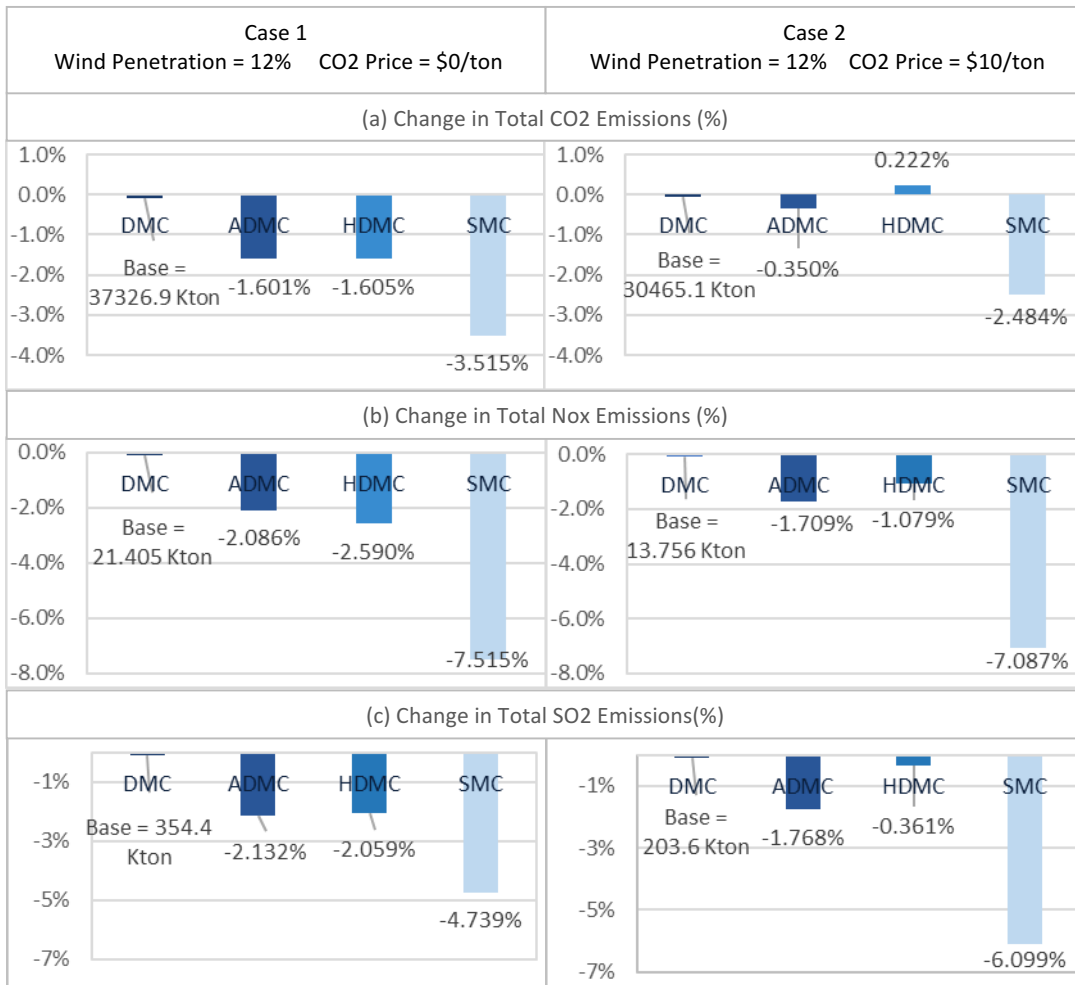 Case 1
Wind Penetration = 12% CO2 Price = $0/ton
Case 2
Wind Penetration = 12% CO2 Price = $10/ton
(a) Change in Total CO2 Emissions (%)
1.0%
0.0%
-1.0%
-2.0%
-3.0%
-4.0%
DMC
ADMC
HDMC
SMC
Base =
37326.9 Kton
-1.601%
-1.605%
-3.515%
1.0%
0.0%
-1.0%
-2.0%
-3.0%
-4.0%
0.222%
DMC
ADMC
HDMC
SMC
Base =
30465.1 Kton
-0.350%
-2.484%
(b) Change in Total Nox Emissions (%)
0.0%
-2.0%
-4.0%
-6.0%
-8.0%
DMC
ADMC
HDMC
SMC
Base =
21.405 Kton
-2.086%
-2.590%
-7.515%
0.0%
-2.0%
-4.0%
-6.0%
-8.0%
DMC
ADMC
HDMC
SMC
Base =
13.756 Kton
-1.709%
-1.079%
-7.087%
(c) Change in Total SO2 Emissions(%)
-1%
-3%
-5%
-7%
DMC
ADMC
HDMC
SMC
Base = 354.4
Kton
-2.132%
-2.059%
-4.739%
-1%
-3%
-5%
-7%
DMC
ADMC
HDMC
SMC
Base =
203.6 Kton
-1.768%
-0.361%
-6.099%